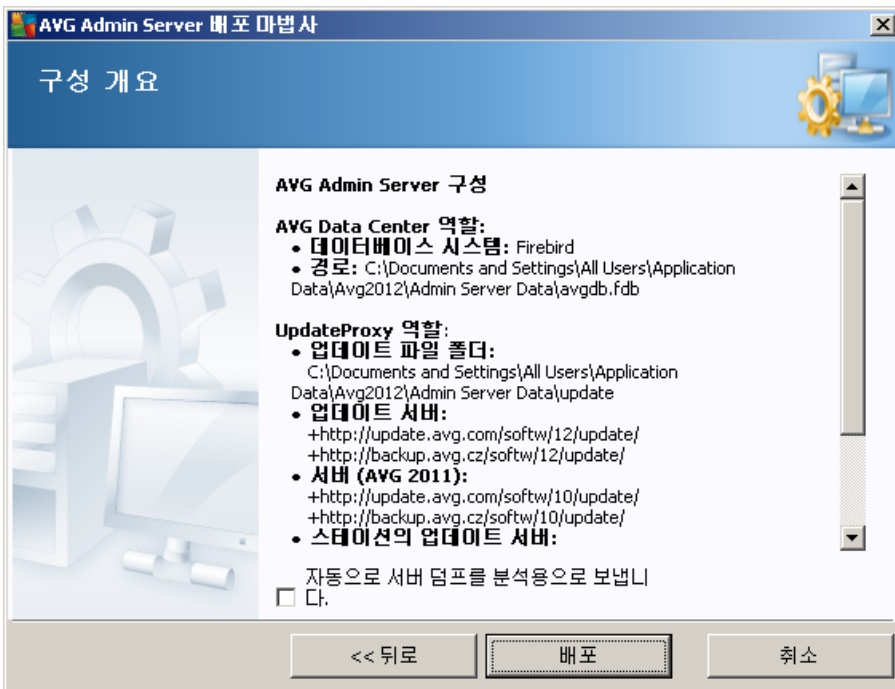 AVG Admin Server 배포 마법사
구성 개요
AVG Admin Server 구성
AVG Data Center 역할:
• 데이터베이스 시스템: Firebird
• 경로: C:\Documents and Settings\All Users\Application
Data\Avg2012\Admin Server Data\avgdb.fdb
UpdateProxy 역할:
• 업데이트 파일 폴더:
C:\Documents and Settings\All Users\Application
Data\Avg2012\Admin Server Data\update
• 업데이트 서버:
+http://update.avg.com/softw/12/update/
+http://backup.avg.cz/softw/12/update/
• 서버 (AVG 2011):
+http://update.avg.com/softw/10/update/
+http://backup.avg.cz/softw/10/update/
• 스테이션의 업데이트 서버:
자동으로 서버 덤프를 분석용으로 보냅니
다.
<< 뒤로
배포
취소